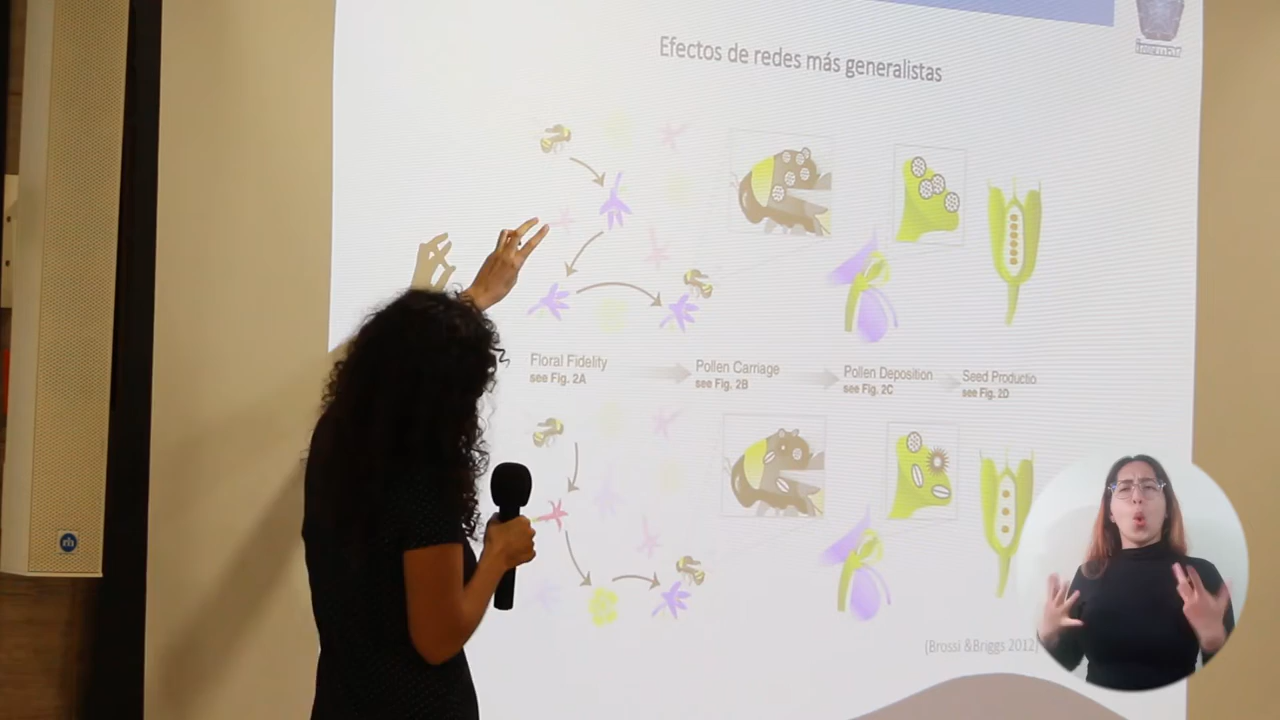 Efectos de redes más generalistas
Floral Fidelity
see Fig. 2A
Pollen Carriage
see Fig. 2B
Pollen Deposition
see Fig. 2C
Seed Productio
see Fig. 2D
(Brossi &Briggs 2012)